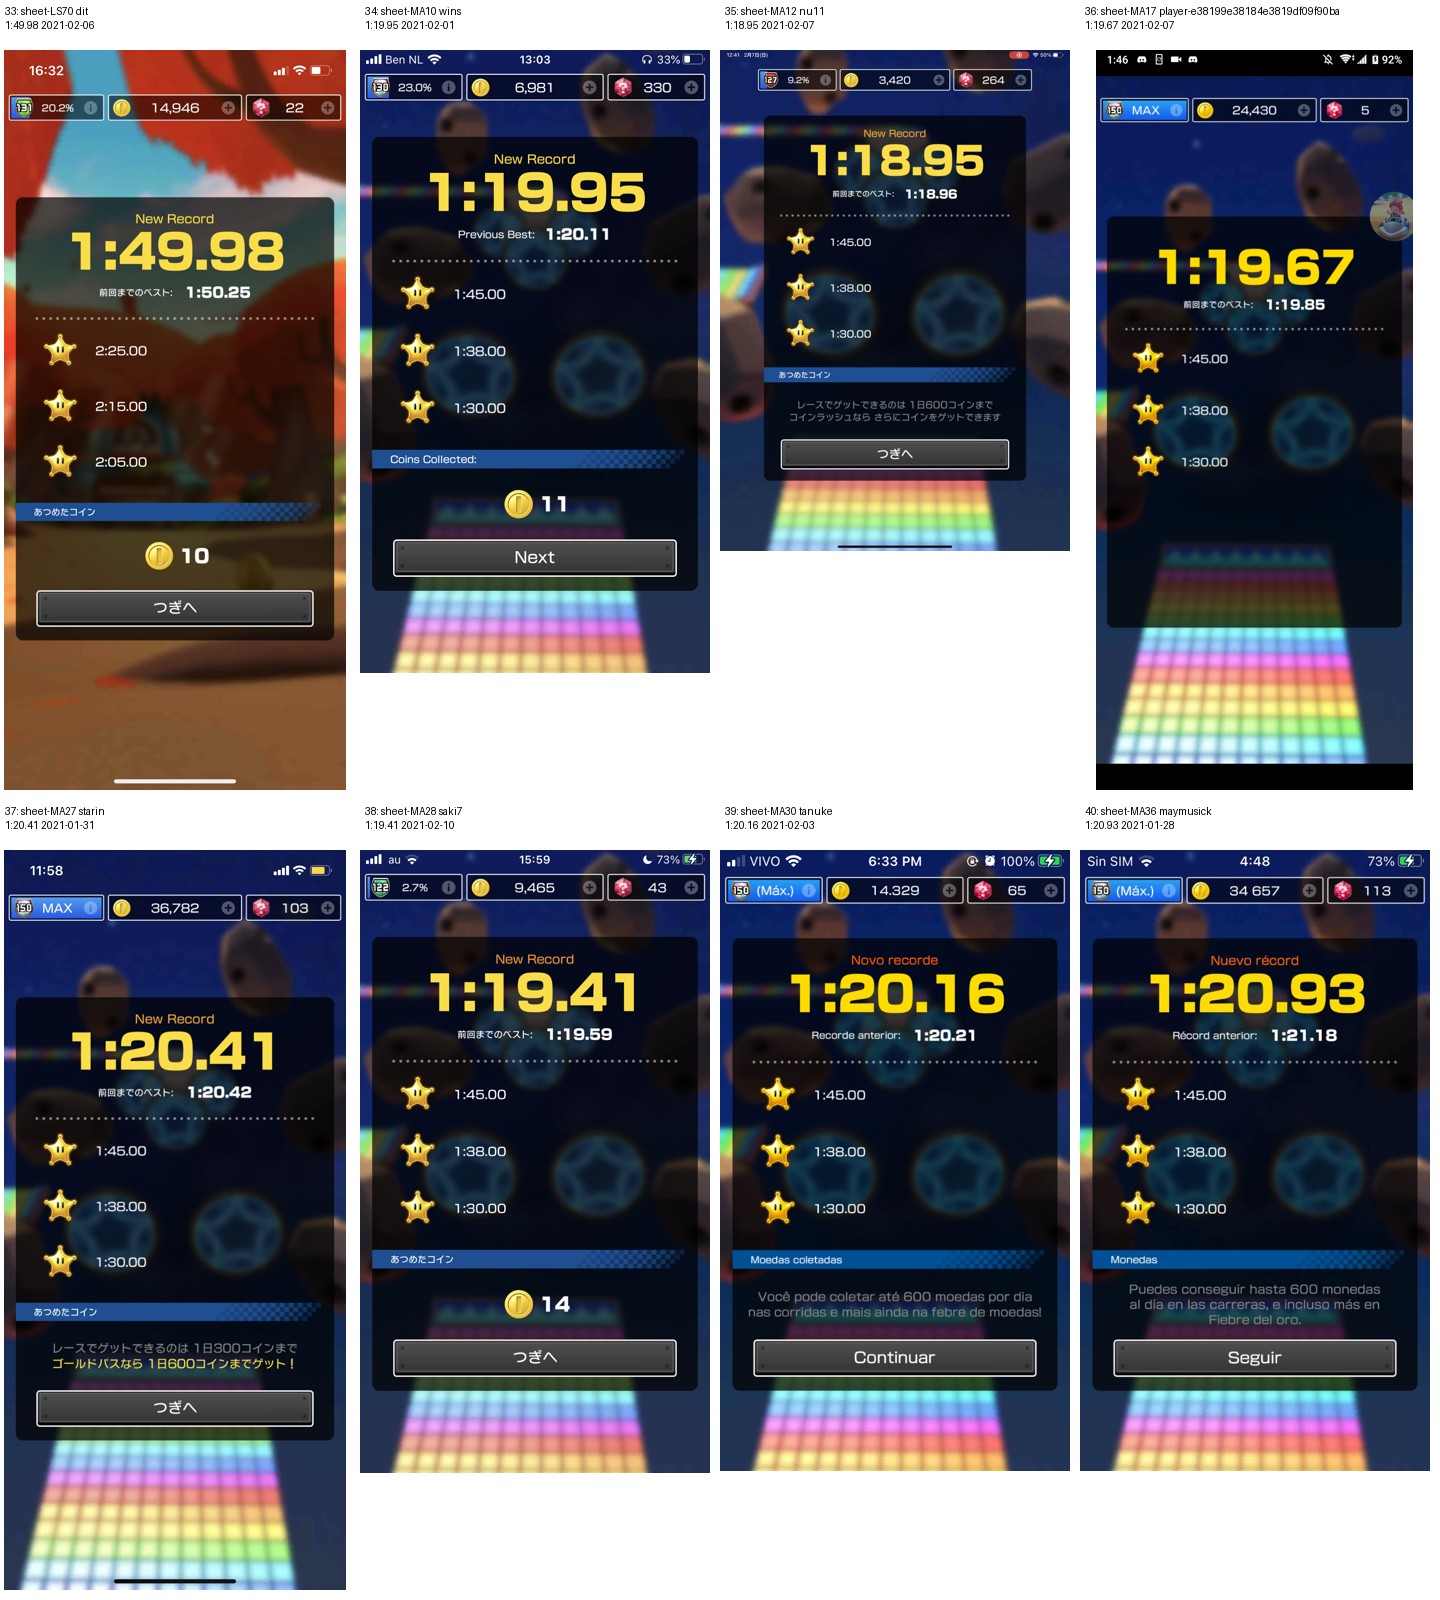 33: sheet-LS70 dit
1:49.98 2021-02-06
16:32
131 20.2% 14,946 22
New Record
1:49.98
前回までのベスト: 1:50.25
2:25.00
2:15.00
2:05.00
あつめたコイン
10
つぎへ
34: sheet-MA10 wins
1:19.95 2021-02-01
Ben NL 13:03 33%
130 23.0% 6,981 330
New Record
1:19.95
Previous Best: 1:20.11
1:45.00
1:38.00
1:30.00
Coins Collected:
11
Next
35: sheet-MA12 nu11
1:18.95 2021-02-07
12:41 2月7日(日) 50%
127 9.2% 3,420 264
New Record
1:18.95
前回までのベスト: 1:18.96
1:45.00
1:38.00
1:30.00
あつめたコイン
レースでゲットできるのは 1日600コインまで
コインラッシュなら さらにコインをゲットできます
つぎへ
36: sheet-MA17 player-e38199e38184e3819df09f90ba
1:19.67 2021-02-07
1:46 92%
150 MAX 24,430 5
1:19.67
前回までのベスト: 1:19.85
1:45.00
1:38.00
1:30.00
37: sheet-MA27 starin
1:20.41 2021-01-31
11:58
150 MAX 36,782 103
New Record
1:20.41
前回までのベスト: 1:20.42
1:45.00
1:38.00
1:30.00
あつめたコイン
レースでゲットできるのは 1日300コインまで
ゴールドパスなら 1日600コインまでゲット！
つぎへ
38: sheet-MA28 saki7
1:19.41 2021-02-10
au 15:59 73%
122 2.7% 9,465 43
New Record
1:19.41
前回までのベスト: 1:19.59
1:45.00
1:38.00
1:30.00
あつめたコイン
14
つぎへ
39: sheet-MA30 tanuke
1:20.16 2021-02-03
VIVO 6:33 PM 100%
150 (Máx.) 14.329 65
Novo recorde
1:20.16
Recorde anterior: 1:20.21
1:45.00
1:38.00
1:30.00
Moedas coletadas
Você pode coletar até 600 moedas por dia
nas corridas e mais ainda na febre de moedas!
Continuar
40: sheet-MA36 maymusick
1:20.93 2021-01-28
Sin SIM 4:48 73%
150 (Máx.) 34 657 113
Nuevo récord
1:20.93
Récord anterior: 1:21.18
1:45.00
1:38.00
1:30.00
Monedas
Puedes conseguir hasta 600 monedas
al día en las carreras, e incluso más en
Fiebre del oro.
Seguir